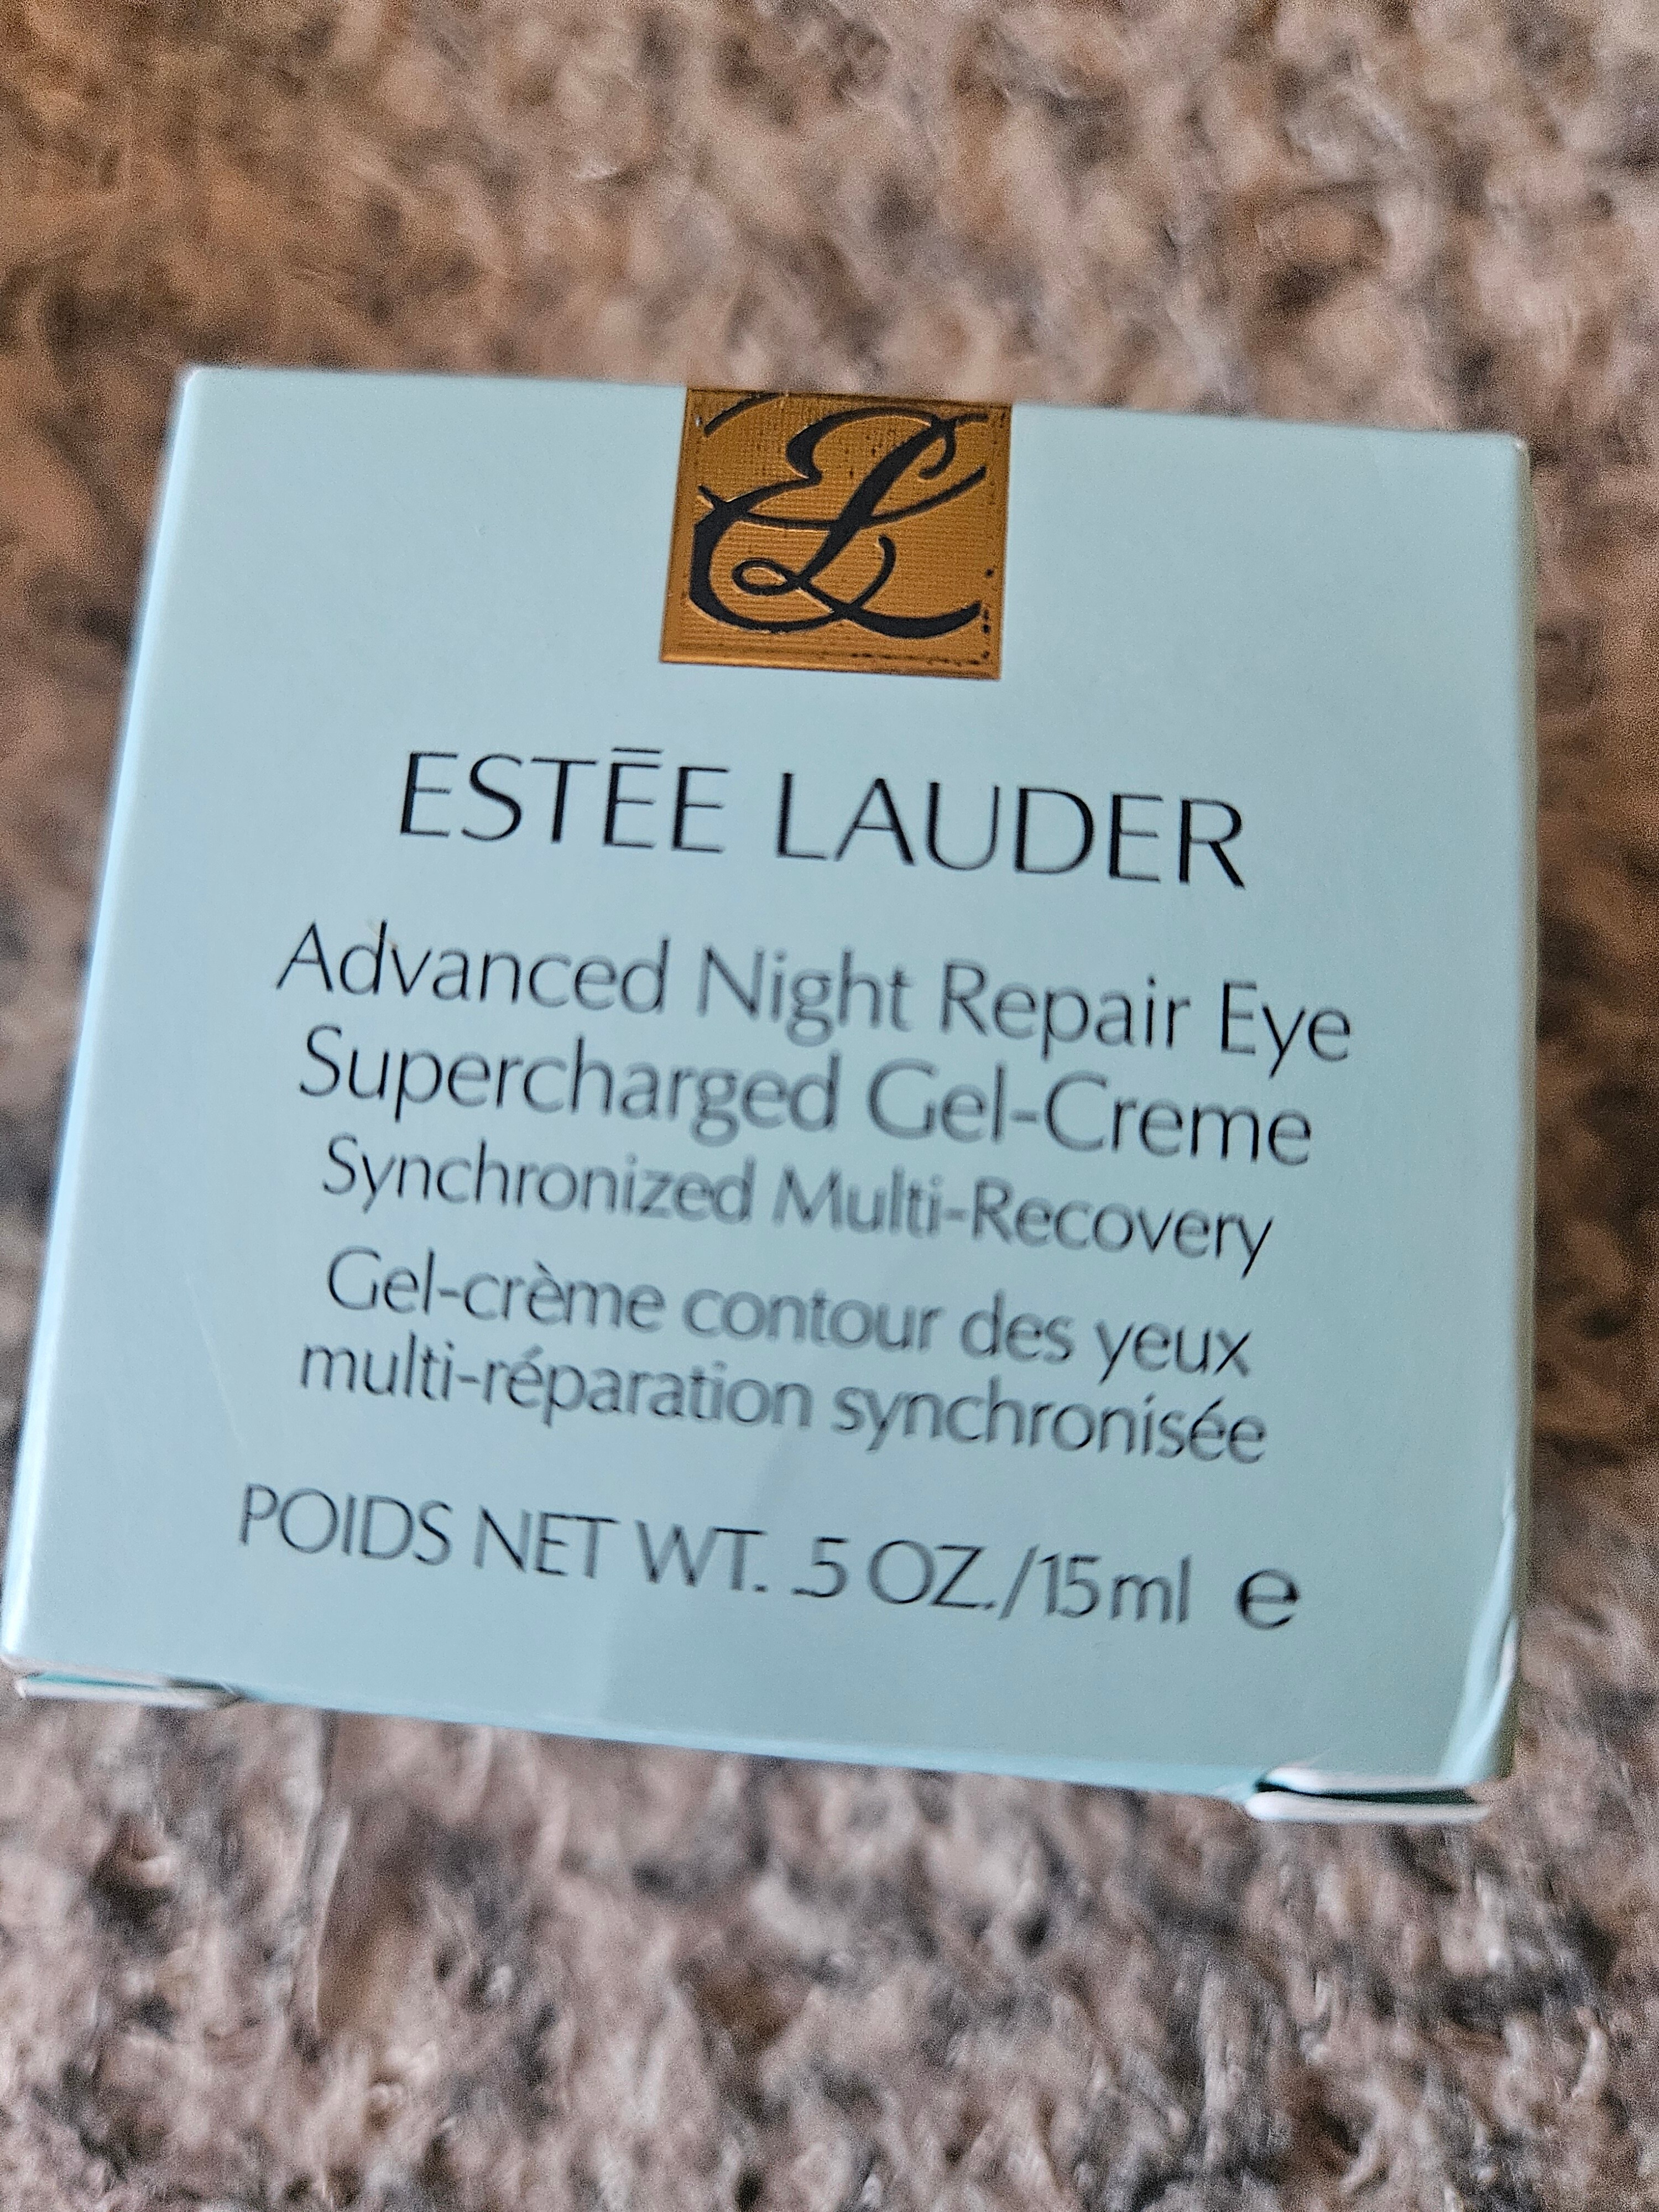 EL
ESTĒE LAUDER
Advanced Night Repair Eye
Supercharged Gel-Creme
Synchronized Multi-Recovery
Gel-crème contour des yeux
multi-réparation synchronisée
POIDS NET WT. .5 OZ./15ml ℮